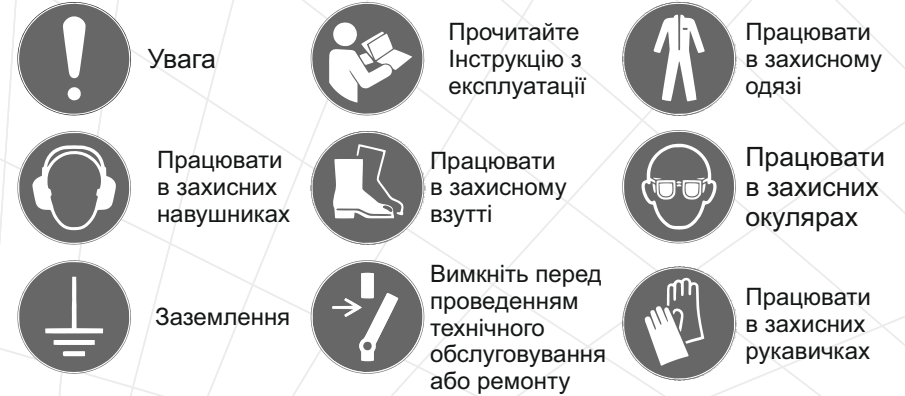 Увага
Прочитайте
Інструкцію з
експлуатації
Працювати
в захисному
одязі
Працювати
в захисних
навушниках
Працювати
в захисному
взутті
Працювати
в захисних
окулярах
Заземлення
Вимкніть перед
проведенням
технічного
обслуговування
або ремонту
Працювати
в захисних
рукавичках